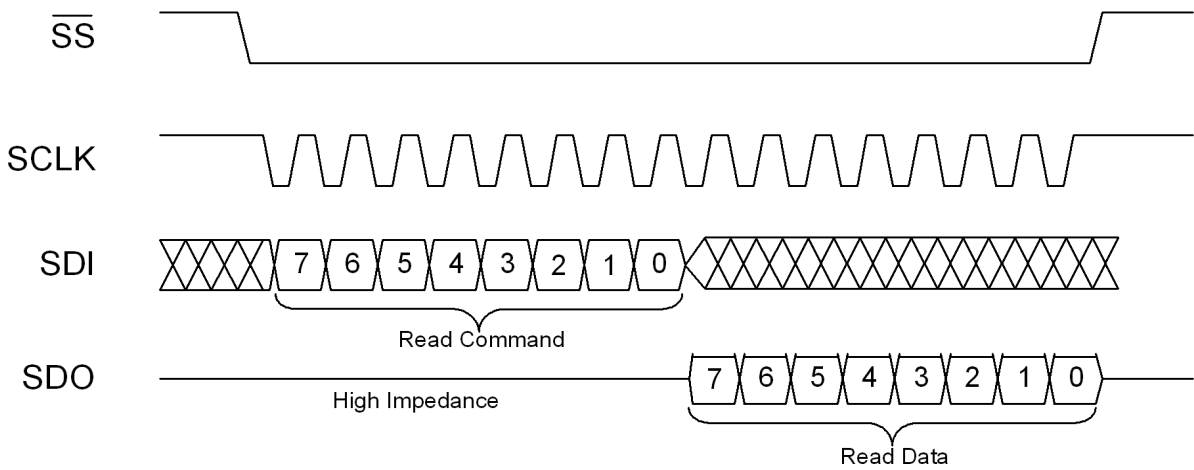 SS
SCLK
SDI 7 6 5 4 3 2 1 0
Read Command
SDO 7 6 5 4 3 2 1 0
High Impedance
Read Data